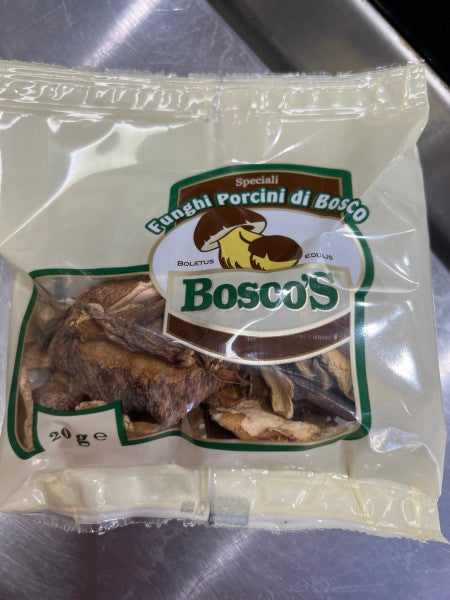 Speciali
Funghi Porcini di BOSCO
BOLETUS EDULIS
BOSCO'S
20 g e